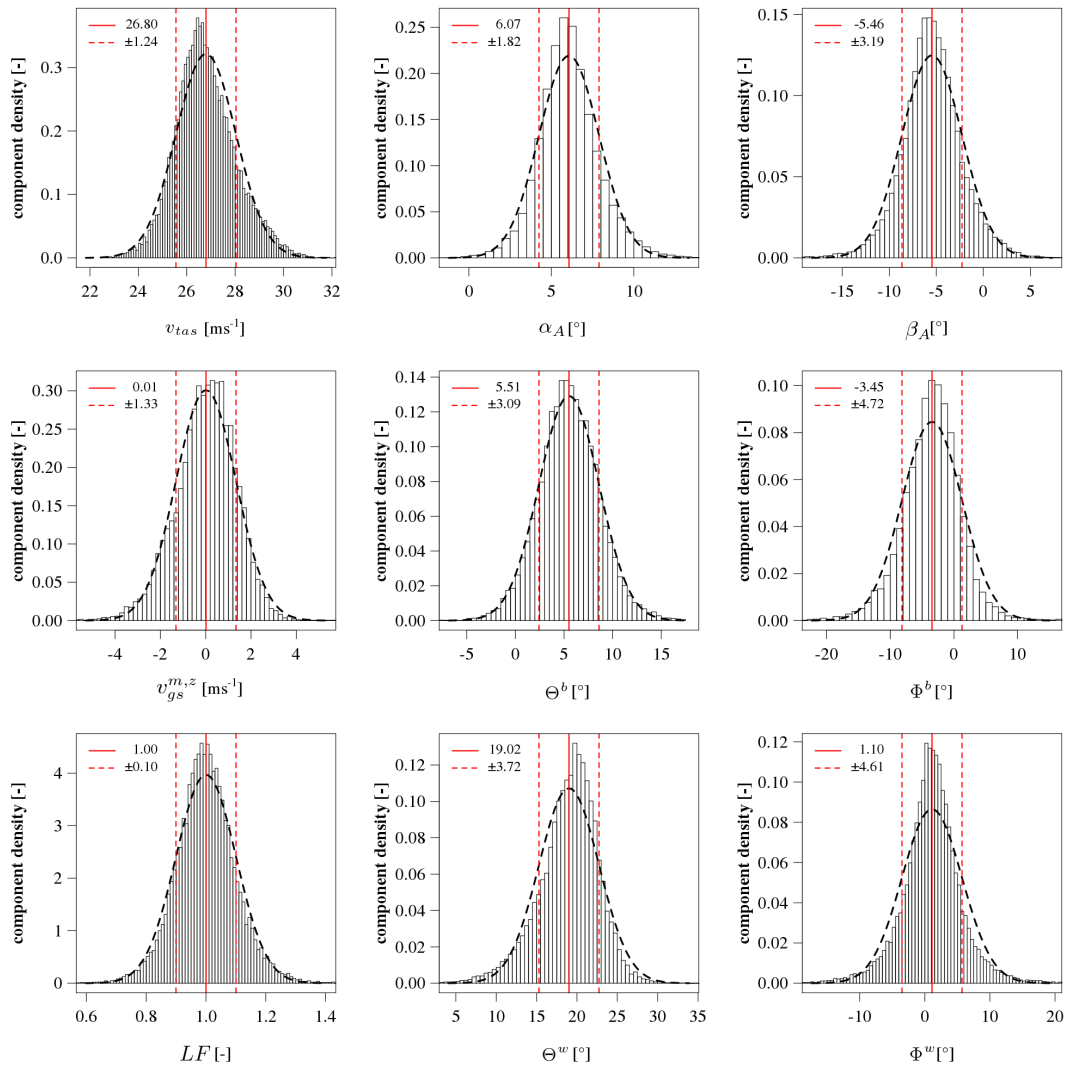 26.80 6.07 -5.46
±1.24 ±1.82 ±3.19
component density [-] component density [-] component density [-]
0.3 0.25 0.15
0.2 0.20 0.10
0.1 0.15 0.05
0.0 0.10 0.00
0.05
0.00
22 24 26 28 30 32 0 5 10 -15 -10 -5 0 5
v_tas [ms⁻¹] α_A [°] β_A[°]
0.01 5.51 -3.45
±1.33 ±3.09 ±4.72
component density [-] component density [-] component density [-]
0.30 0.14 0.10
0.25 0.12 0.08
0.20 0.10 0.06
0.15 0.08 0.04
0.10 0.06 0.02
0.05 0.04 0.00
0.00 0.02
0.00
-4 -2 0 2 4 -5 0 5 10 15 -20 -10 0 10
v_gs^m,z [ms⁻¹] Θ^b [°] Φ^b [°]
1.00 19.02 1.10
±0.10 ±3.72 ±4.61
component density [-] component density [-] component density [-]
4 0.12 0.12
3 0.10 0.10
2 0.08 0.08
1 0.06 0.06
0 0.04 0.04
0.02 0.02
0.00 0.00
0.6 0.8 1.0 1.2 1.4 5 10 15 20 25 30 35 -10 0 10 20
LF [-] Θ^w [°] Φ^w [°]